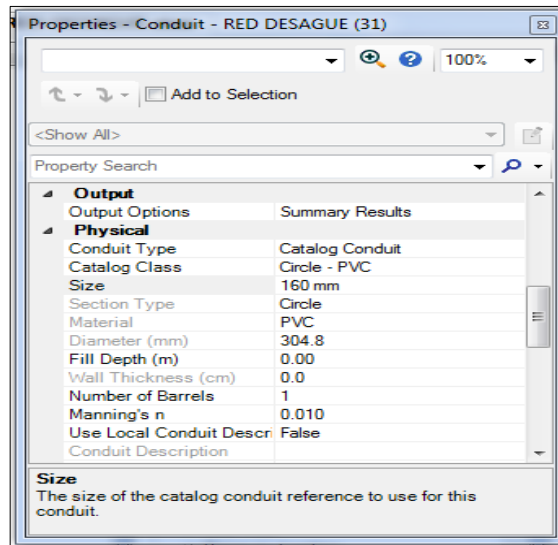 Properties - Conduit - RED DESAGUE (31)
100%
Add to Selection
<Show All>
Property Search
Output
Output Options Summary Results
Physical
Conduit Type Catalog Conduit
Catalog Class Circle - PVC
Size 160 mm
Section Type Circle
Material PVC
Diameter (mm) 304.8
Fill Depth (m) 0.00
Wall Thickness (cm) 0.0
Number of Barrels 1
Manning's n 0.010
Use Local Conduit Descri False
Conduit Description
Size
The size of the catalog conduit reference to use for this
conduit.